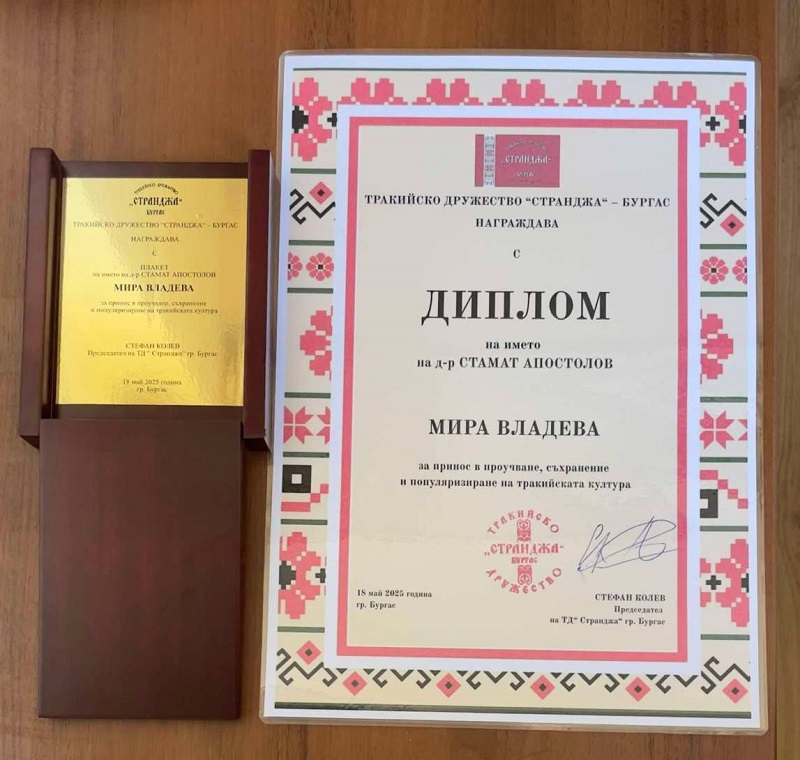 ТРАКИЙСКО ДРУЖЕСТВО
„СТРАНДЖА“
БУРГАС
ТРАКИЙСКО ДРУЖЕСТВО "СТРАНДЖА" – БУРГАС
НАГРАЖДАВА
С
ПЛАКЕТ
на името на д-р СТАМАТ АПОСТОЛОВ
МИРА ВЛАДЕВА
за принос в проучване, съхранение
и популяризиране на тракийската култура
СТЕФАН КОЛЕВ
Председател на ТД" Странджа" гр. Бургас
18 май 2025 година
гр. Бургас
„СТРАНДЖА“
ТРАКИЙСКО ДРУЖЕСТВО "СТРАНДЖА" – БУРГАС
НАГРАЖДАВА
С
ДИПЛОМ
на името
на д-р СТАМАТ АПОСТОЛОВ
МИРА ВЛАДЕВА
за принос в проучване, съхранение
и популяризиране на тракийската култура
ТРАКИЙСКО
„СТРАНДЖА“
БУРГАС
ДРУЖЕСТВО
18 май 2025 година
гр. Бургас
СТЕФАН КОЛЕВ
Председател
на ТД" Странджа" гр. Бургас